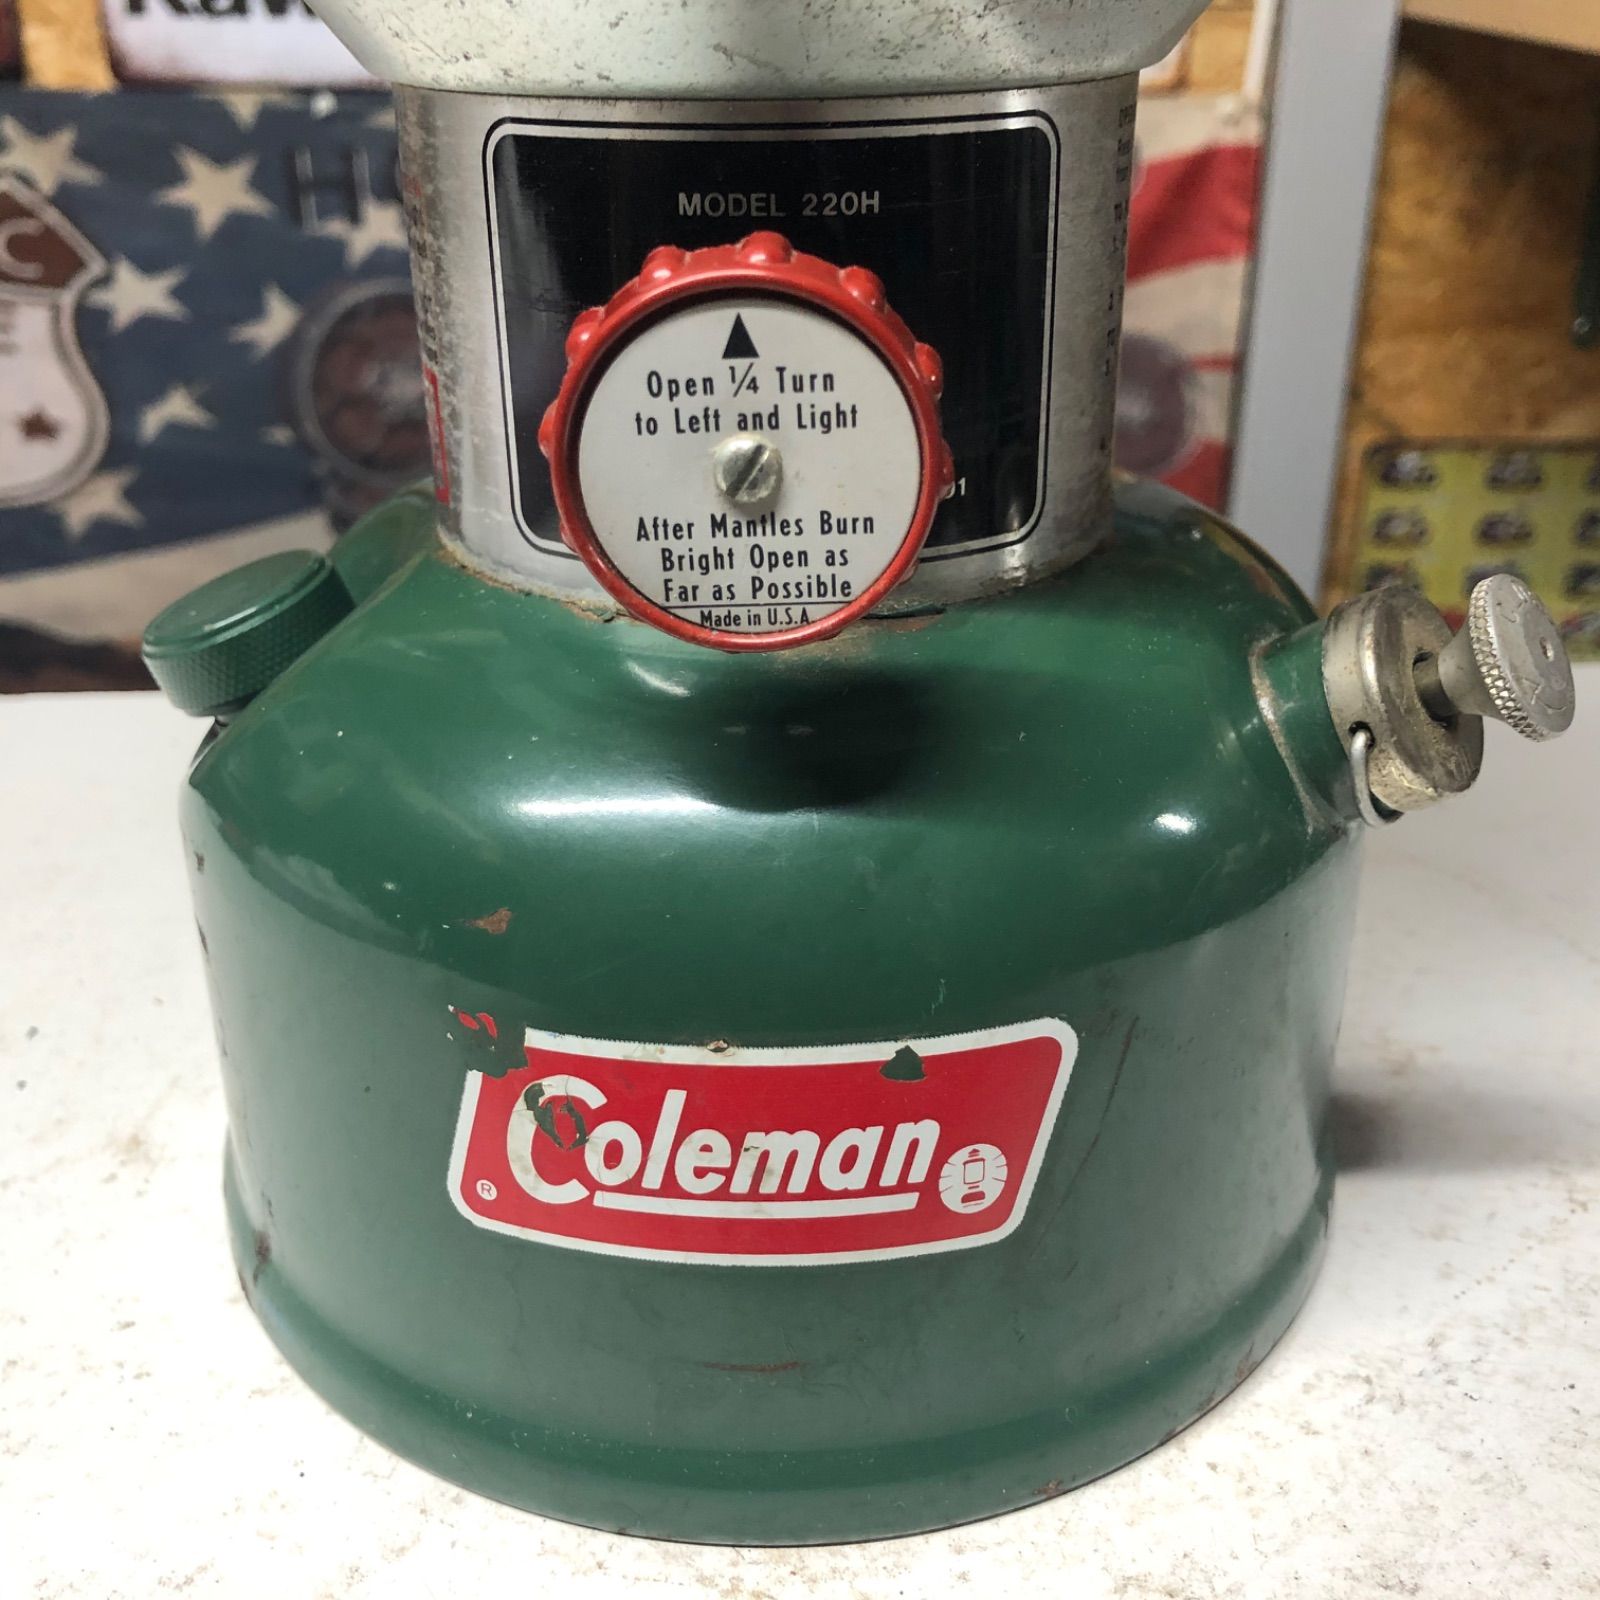 MODEL 220H
Open ¼ Turn
to Left and Light
After Mantles Burn
Bright Open as
Far as Possible
Made in U.S.A.
Coleman
®